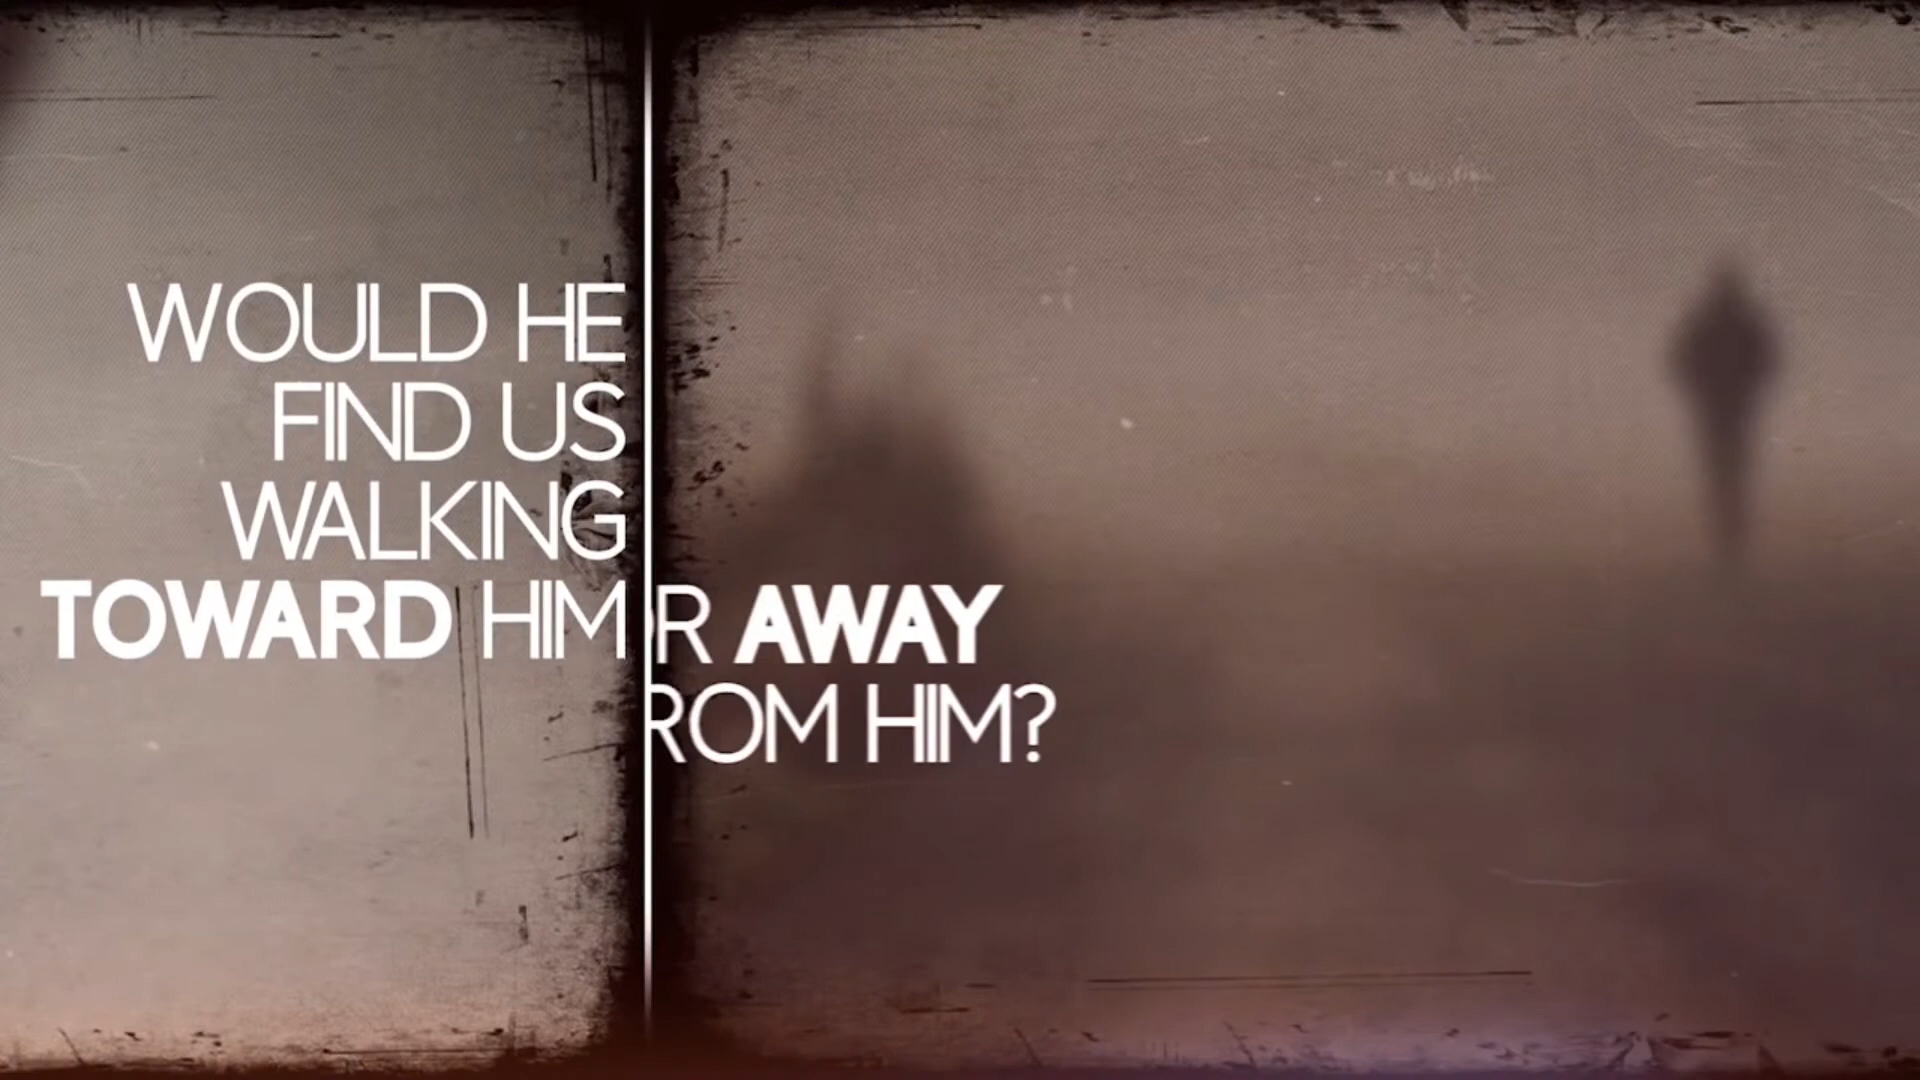 WOULD HE
FIND US
WALKING
TOWARD HIM
R AWAY
ROM HIM?